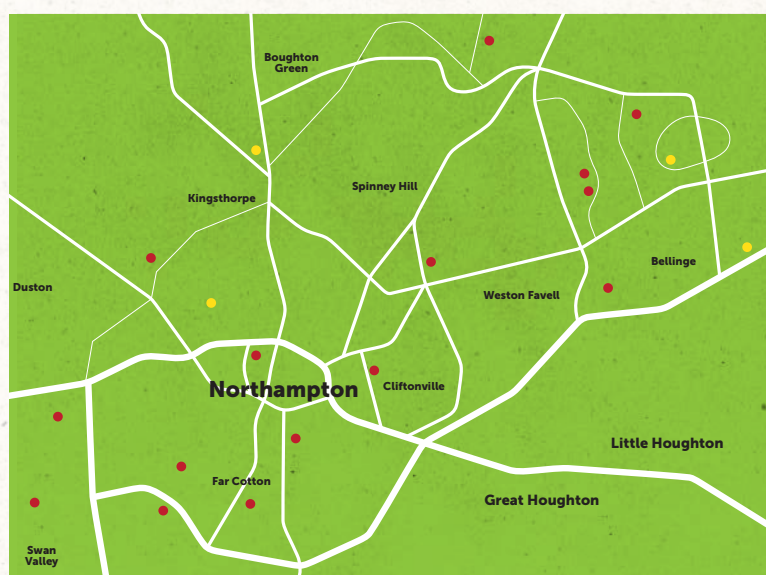 Boughton
Green
Spinney Hill
Kingsthorpe
Bellinge
Duston
Weston Favell
Northampton
Cliftonville
Little Houghton
Far Cotton
Great Houghton
Swan
Valley